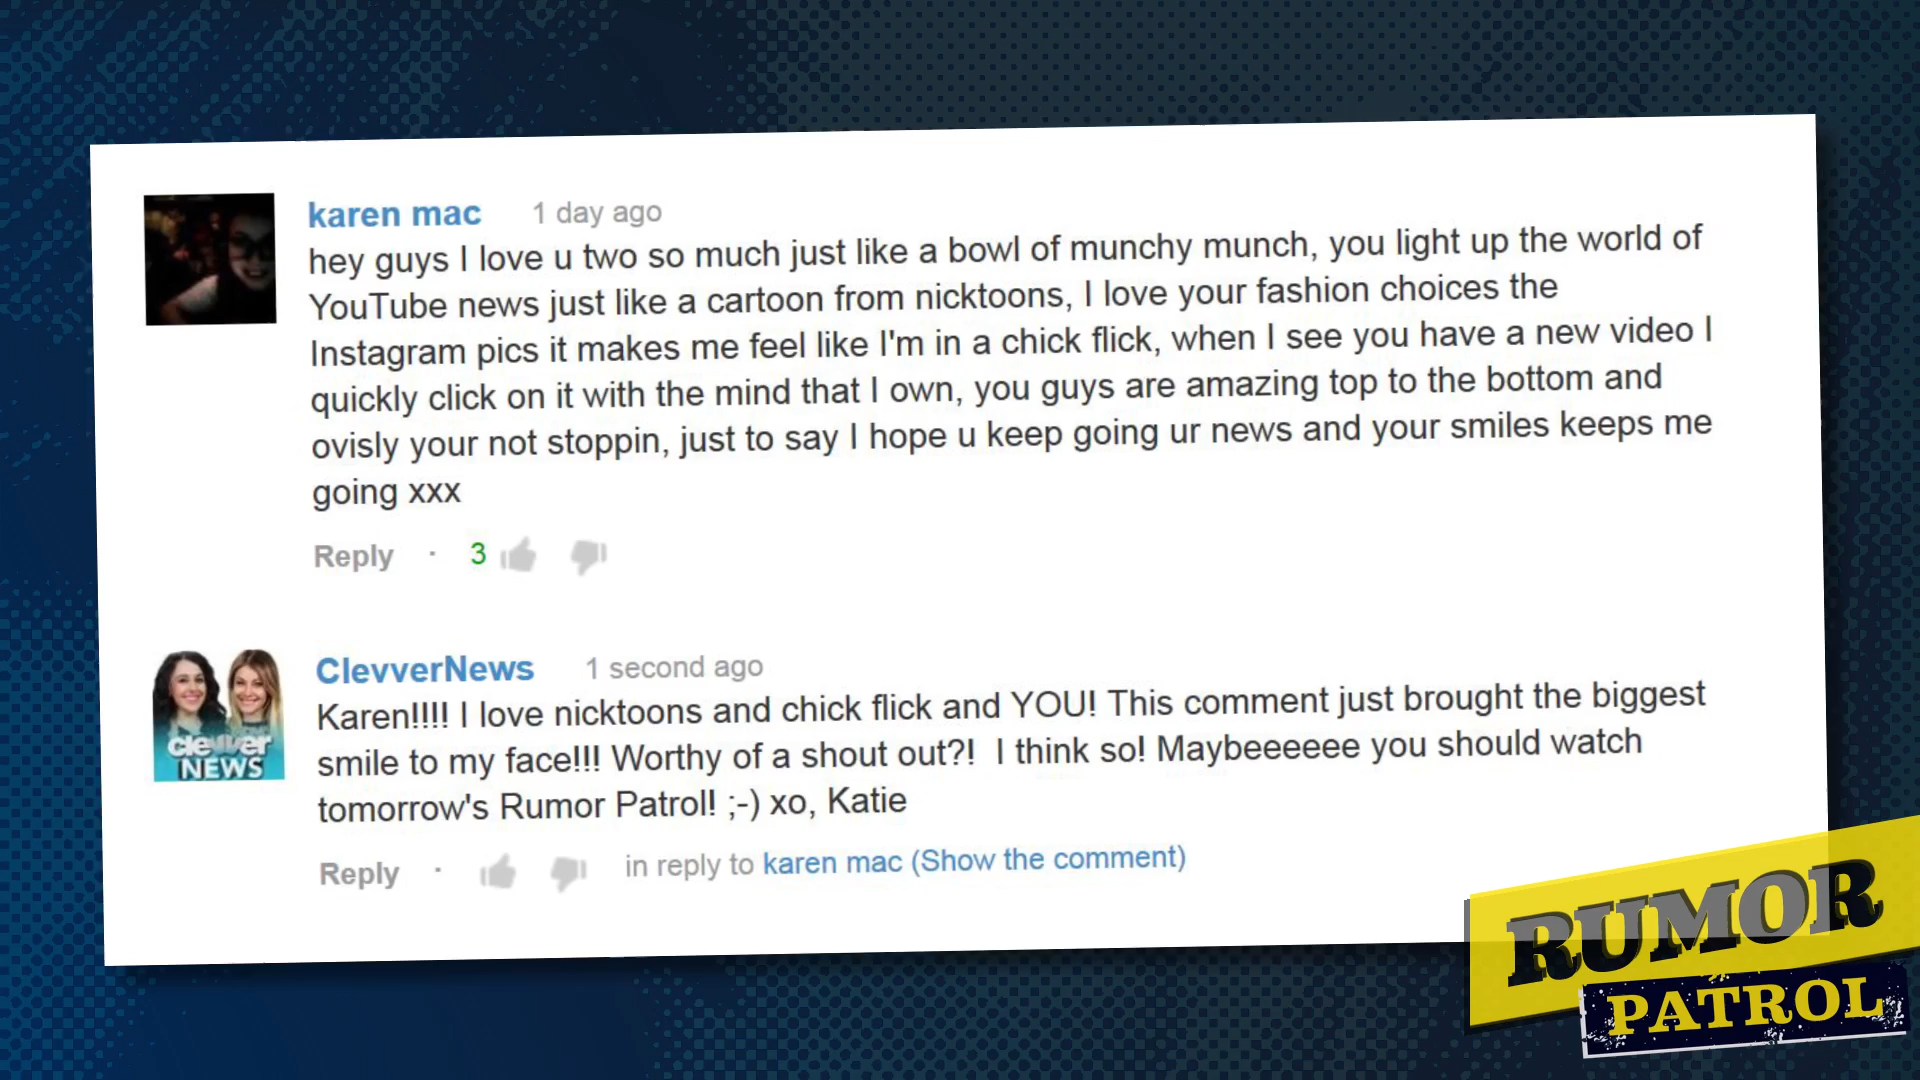 karen mac 1 day ago
hey guys I love u two so much just like a bowl of munchy munch, you light up the world of
YouTube news just like a cartoon from nicktoons, I love your fashion choices the
Instagram pics it makes me feel like I'm in a chick flick, when I see you have a new video I
quickly click on it with the mind that I own, you guys are amazing top to the bottom and
ovisly your not stoppin, just to say I hope u keep going ur news and your smiles keeps me
going xxx
Reply · 3
ClevverNews 1 second ago
Karen!!!! I love nicktoons and chick flick and YOU! This comment just brought the biggest
smile to my face!!! Worthy of a shout out?! I think so! Maybeeeeee you should watch
tomorrow's Rumor Patrol! ;-) xo, Katie
clevver
NEWS
Reply · in reply to karen mac (Show the comment)
RUMOR
PATROL